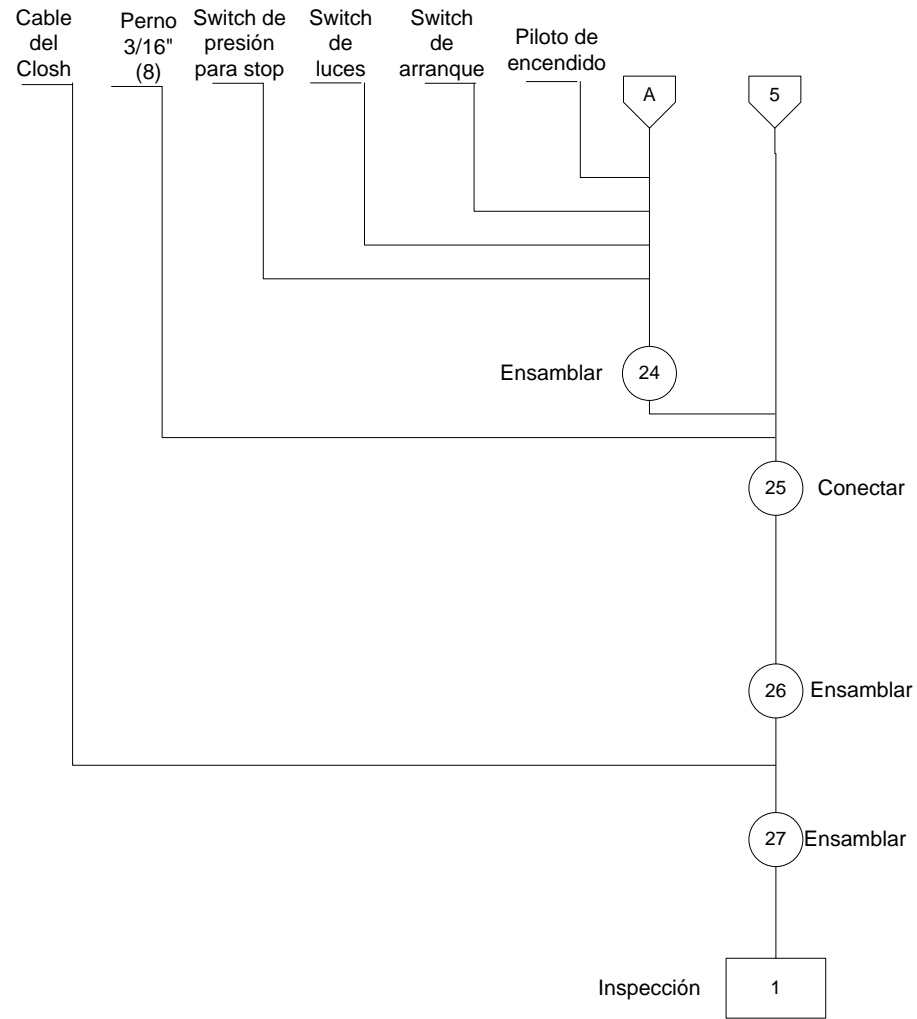 Cable
del
Closh
Perno
3/16"
(8)
Switch de
presión
para stop
Switch
de
luces
Switch
de
arranque
Piloto de
encendido
A
5
Ensamblar
24
25
Conectar
26
Ensamblar
27
Ensamblar
Inspección
1